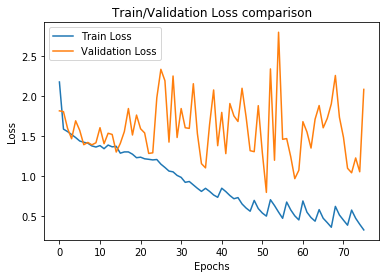 Train/Validation Loss comparison
Train Loss
Validation Loss
2.5
2.0
1.5
1.0
0.5
Loss
0 10 20 30 40 50 60 70
Epochs